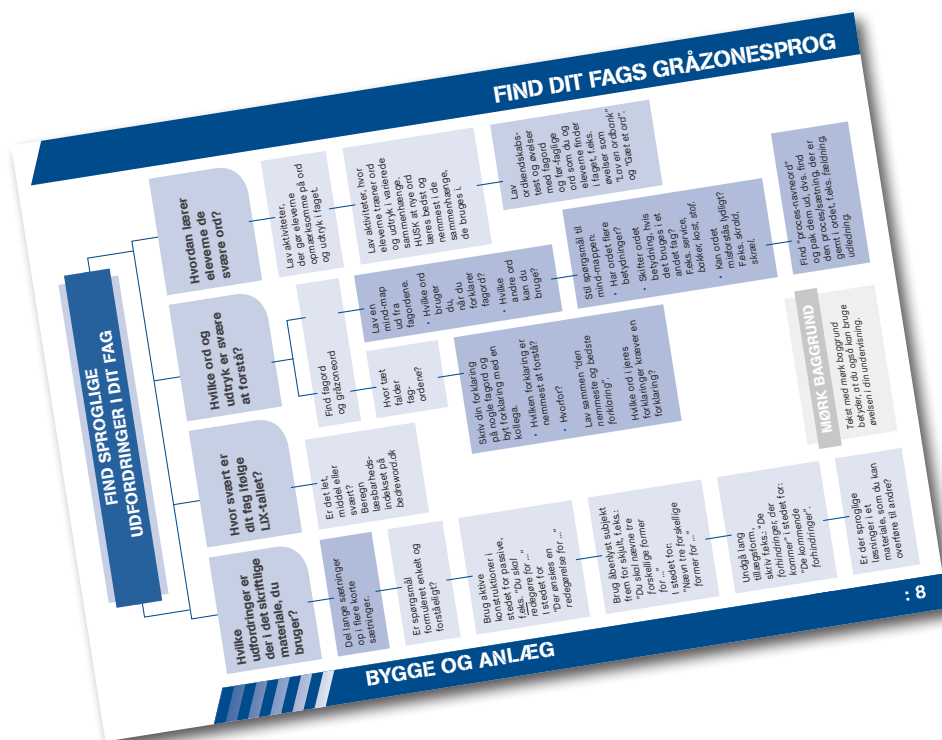 FIND DIT FAGS GRÅZONESPROG
FIND SPROGLIGE
UDFORDRINGER I DIT FAG
Hvilke
udfordringer er
der i det skriftlige
materiale, du
bruger?
Del lange sætninger
op i flere korte
sætninger.
Er spørgsmål
formuleret enkelt og
forståeligt?
Brug aktive
konstruktioner i
stedet for passive,
f.eks. "Du skal
redegøre for ..."
I stedet for
"Der ønskes en
redegørelse for ..."
Brug åbenlyst subjekt
frem for skjult, f.eks.:
"Du skal nævne tre
forskellige former
for ..."
I stedet for:
"Nævn tre forskellige
former for ..."
Undgå lang
tillægsform,
skriv f.eks.: "De
forhindringer, der
kommer" i stedet for:
"De kommende
forhindringer".
Er der sproglige
løsninger i et
materiale, som du kan
overføre til andre?
Hvor svært er
dit fag ifølge
LIX-tallet?
Er det let,
middel eller
svært?
Beregn
læsbarheds-
indekset på
bedreword.dk
Hvilke ord og
udtryk er svære
at forstå?
Find fagord
og gråzoneord
Hvor tæt
falder
fag-
ordene?
Skriv din forklaring
på nogle fagord og
byt forklaring med en
kollega.
• Hvilken forklaring er
nemmest at forstå?
• Hvorfor?
Lav sammen "den
nemmeste og bedste
forklaring".
Hvilke ord i jeres
forklaringer kræver en
forklaring?
Lav en
mind-map
ud fra
fagordene.
• Hvilke ord
bruger
du, når du
forklarer
fagord?
• Hvilke
andre ord
kan du
bruge?
Stil spørgsmål til
mind-mappen:
• Har ordet flere
betydninger?
• Skifter ordet
betydning, hvis
det bruges i et
andet fag?
F.eks. service,
bukker, kost, stof.
• Kan ordet
misforstås lydligt?
F.eks. skrald,
skræl.
Find "proces-navneord"
og pak dem ud, dvs. find
den proces/sætning, der er
gemt i ordet, f.eks. fældning,
udledning.
Hvordan lærer
eleverne de
svære ord?
Lav aktiviteter,
der gør eleverne
opmærksomme på ord
og udtryk i faget.
Lav aktiviteter, hvor
eleverne træner ord
og udtryk i varierede
sammenhænge.
HUSK at nye ord
læres bedst og
nemmest i de
sammenhænge,
de bruges i.
Lav
ordkendskabs-
test og øvelser
med fagord
og før-faglige
ord som du og
eleverne finder
i faget, f.eks.
øvelser som
"Lav en ordbank"
og "Gæt et ord".
MØRK BAGGRUND
Tekst med mørk baggrund
betyder, at du også kan bruge
øvelsen i din undervisning.
BYGGE OG ANLÆG
: 8